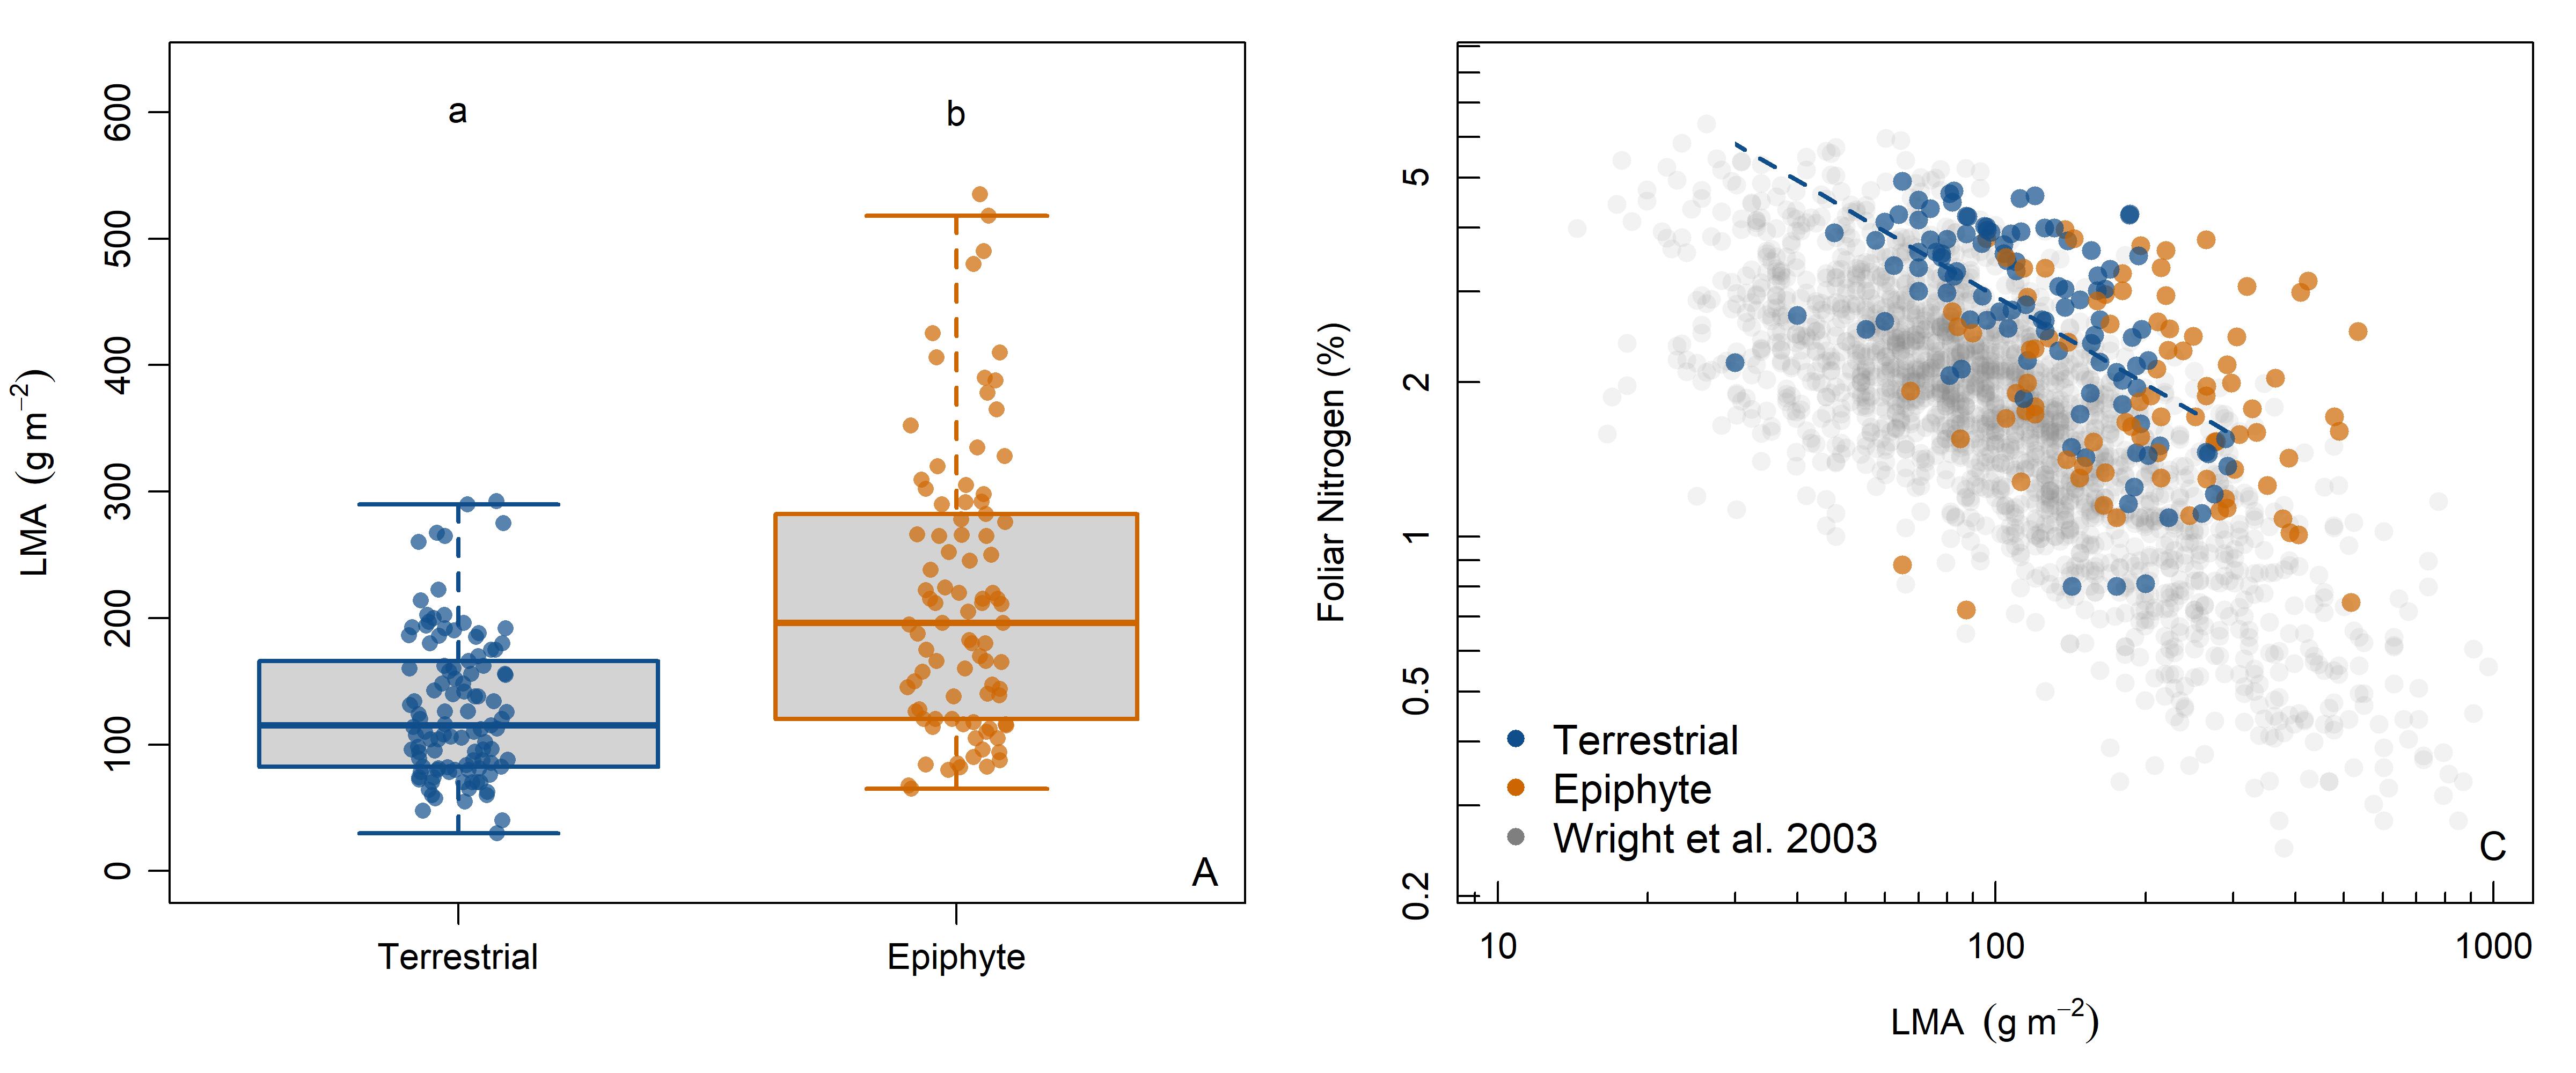 LMA (g m⁻²)
600
500
400
300
200
100
0
a
b
A
Terrestrial
Epiphyte
Foliar Nitrogen (%)
5
2
1
0.5
0.2
Terrestrial
Epiphyte
Wright et al. 2003
C
10
100
1000
LMA (g m⁻²)